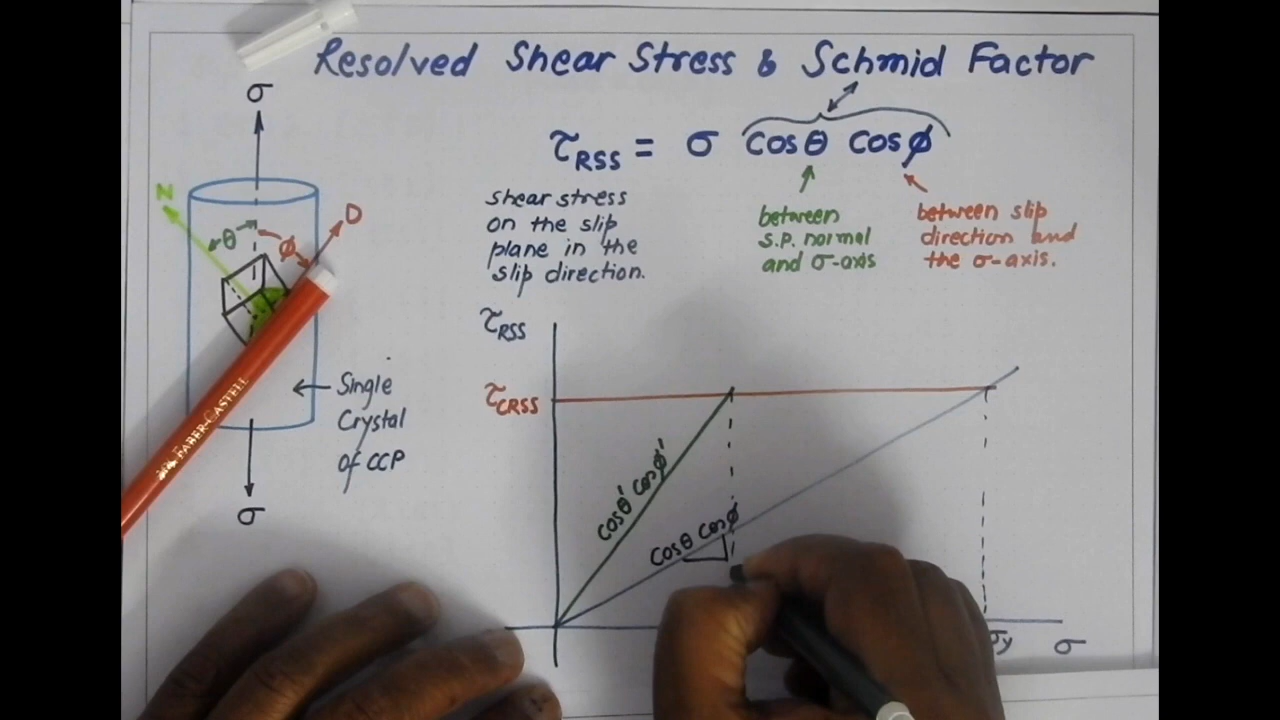 Resolved Shear Stress & Schmid Factor
σ
τRSS = σ cosθ cosϕ
N
D
θ
ϕ
shear stress
on the slip
plane in the
slip direction.
between
S.P. normal
and σ-axis
between slip
direction and
the σ-axis.
τRSS
τCRSS
Single
Crystal
of CCP
FABER-CASTELL
cosθ' cosϕ'
cosθ cosϕ
σy
σ
σ